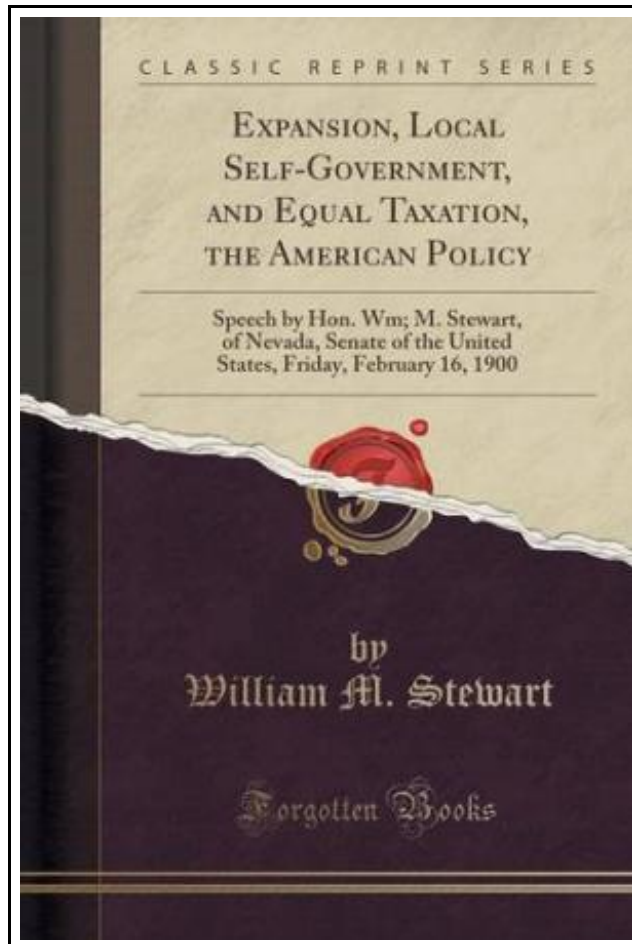 CLASSIC REPRINT SERIES
EXPANSION, LOCAL
SELF-GOVERNMENT,
AND EQUAL TAXATION,
THE AMERICAN POLICY
Speech by Hon. Wm; M. Stewart,
of Nevada, Senate of the United
States, Friday, February 16, 1900
by
William M. Stewart
Forgotten Books